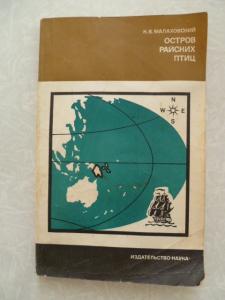 К.В. МАЛАХОВСКИЙ
ОСТРОВ
РАЙСКИХ
ПТИЦ
N
W E
S
ИЗДАТЕЛЬСТВО «НАУКА»